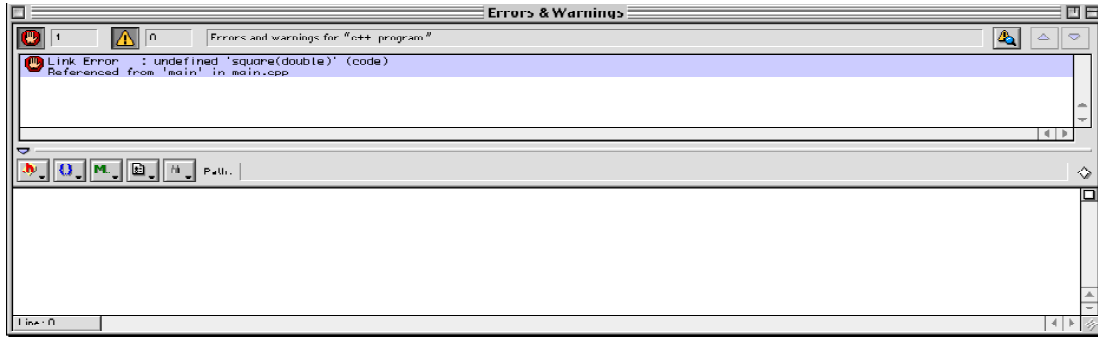 Errors & Warnings
1 0 Errors and warnings for "c++ program"
Link Error : undefined 'square(double)' (code)
Referenced from 'main' in main.cpp
M. Path:
Line: 0